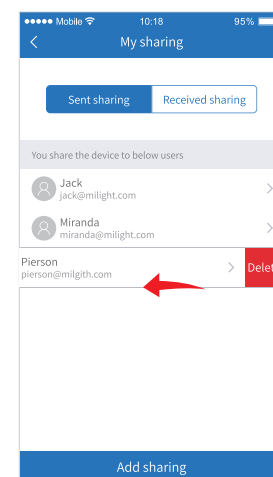 Mobile 10:18 95%
My sharing
Sent sharing Received sharing
You share the device to below users
Jack
jack@milight.com
Miranda
miranda@milight.com
Pierson
pierson@milgith.com
Delet
Add sharing